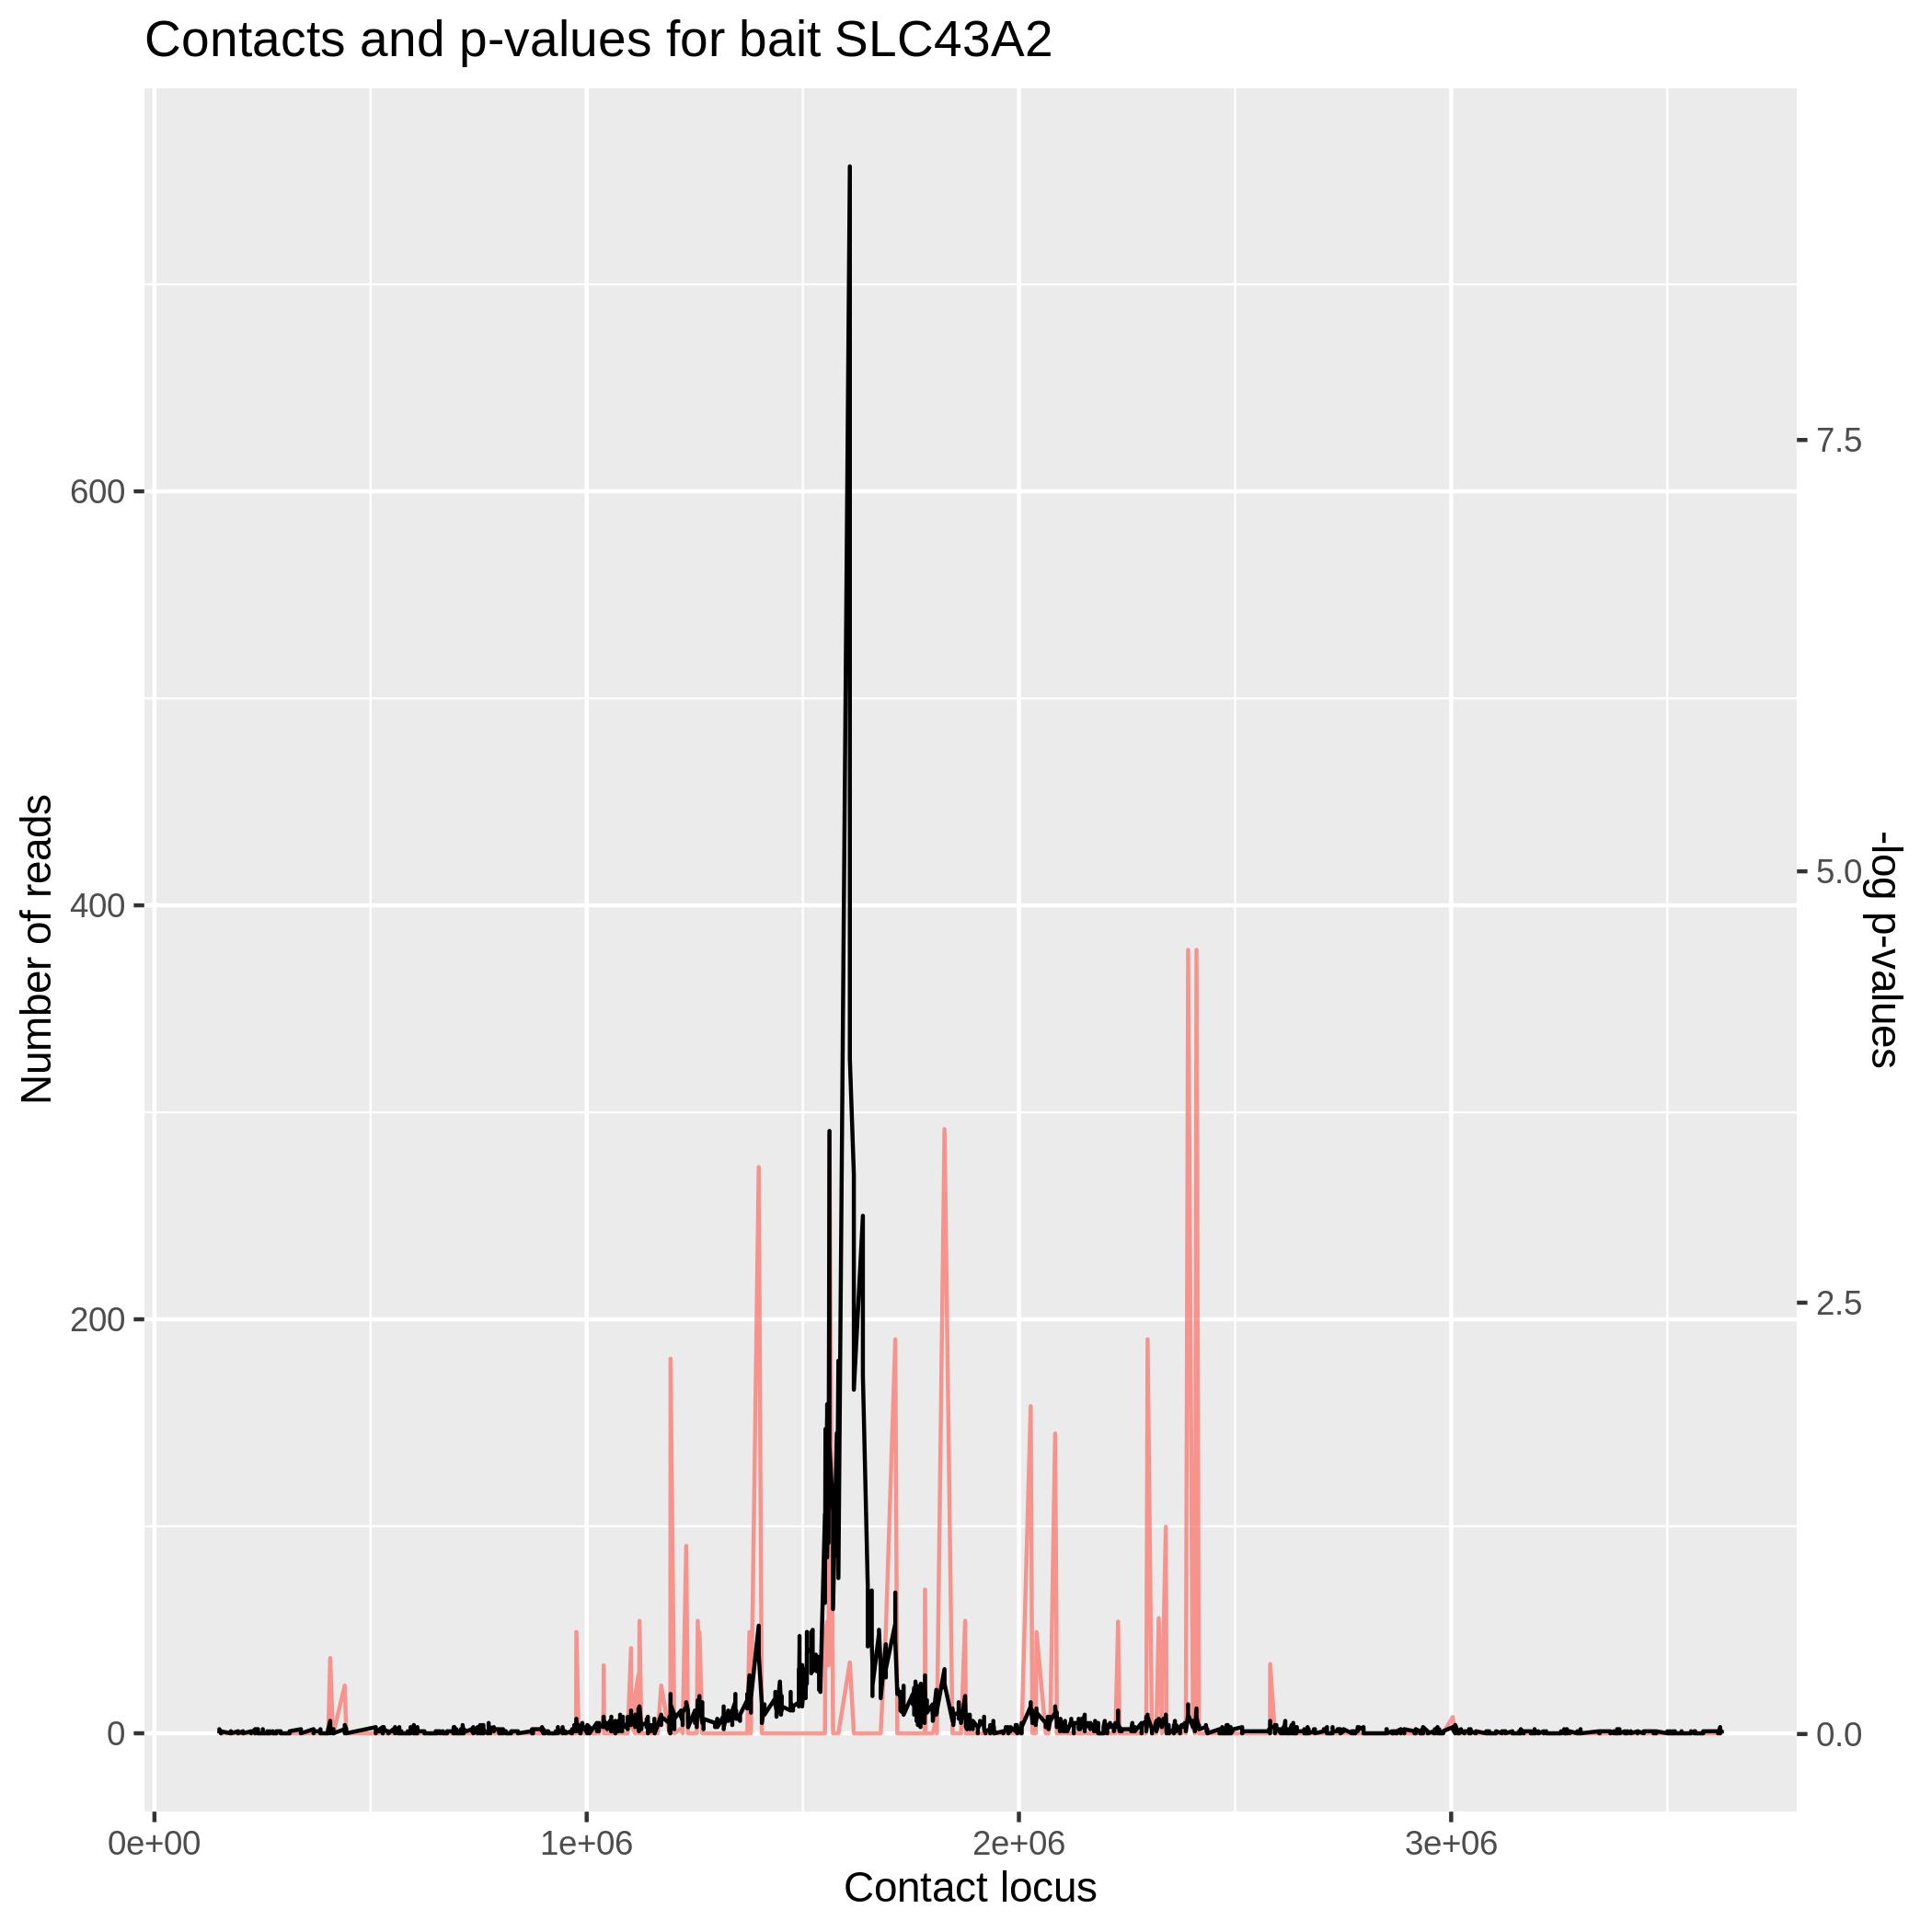 Contacts and p-values for bait SLC43A2
Number of reads
600
400
200
0
7.5
5.0
2.5
0.0
-log p-values
0e+00
1e+06
2e+06
3e+06
Contact locus